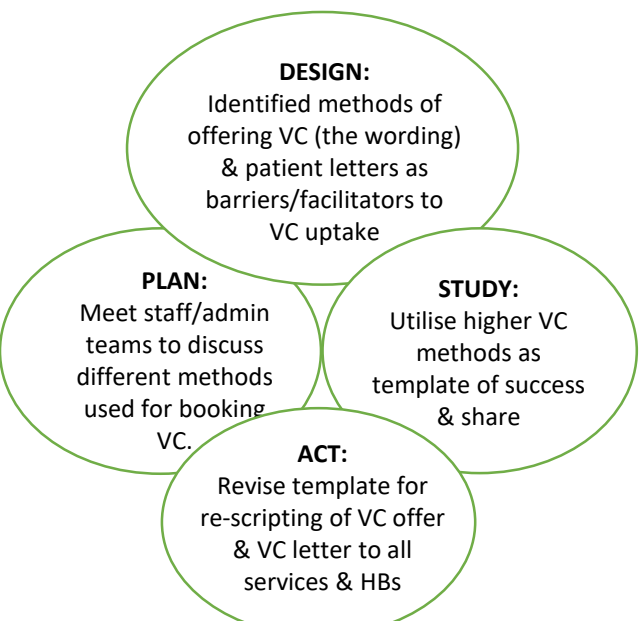 DESIGN:
Identified methods of
offering VC (the wording)
& patient letters as
barriers/facilitators to
VC uptake
PLAN:
Meet staff/admin
teams to discuss
different methods
used for booking
VC.
STUDY:
Utilise higher VC
methods as
template of success
& share
ACT:
Revise template for
re-scripting of VC offer
& VC letter to all
services & HBs